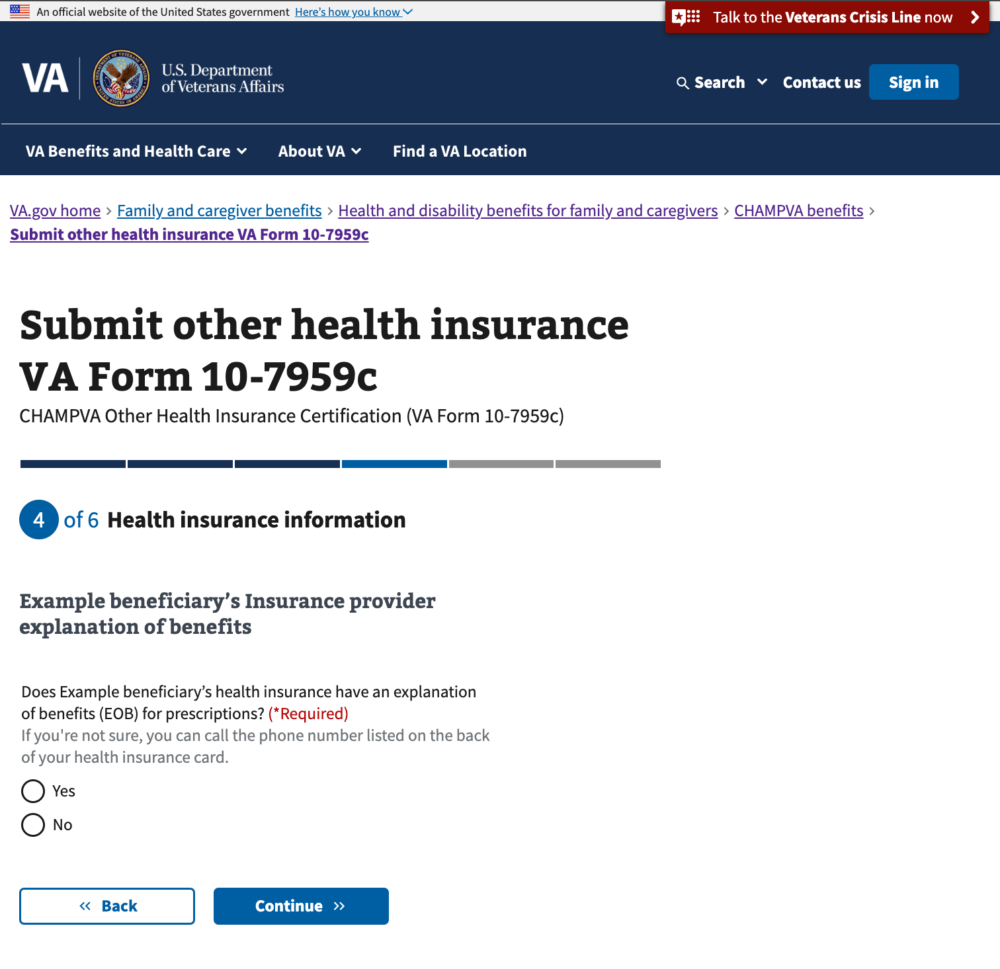 An official website of the United States government Here's how you know
Talk to the Veterans Crisis Line now
VA
U.S. Department
of Veterans Affairs
Search
Contact us
Sign in
VA Benefits and Health Care
About VA
Find a VA Location
VA.gov home › Family and caregiver benefits › Health and disability benefits for family and caregivers › CHAMPVA benefits ›
Submit other health insurance VA Form 10-7959c
Submit other health insurance
VA Form 10-7959c
CHAMPVA Other Health Insurance Certification (VA Form 10-7959c)
4 of 6 Health insurance information
Example beneficiary’s Insurance provider
explanation of benefits
Does Example beneficiary’s health insurance have an explanation
of benefits (EOB) for prescriptions? (*Required)
If you're not sure, you can call the phone number listed on the back
of your health insurance card.
Yes
No
Back
Continue